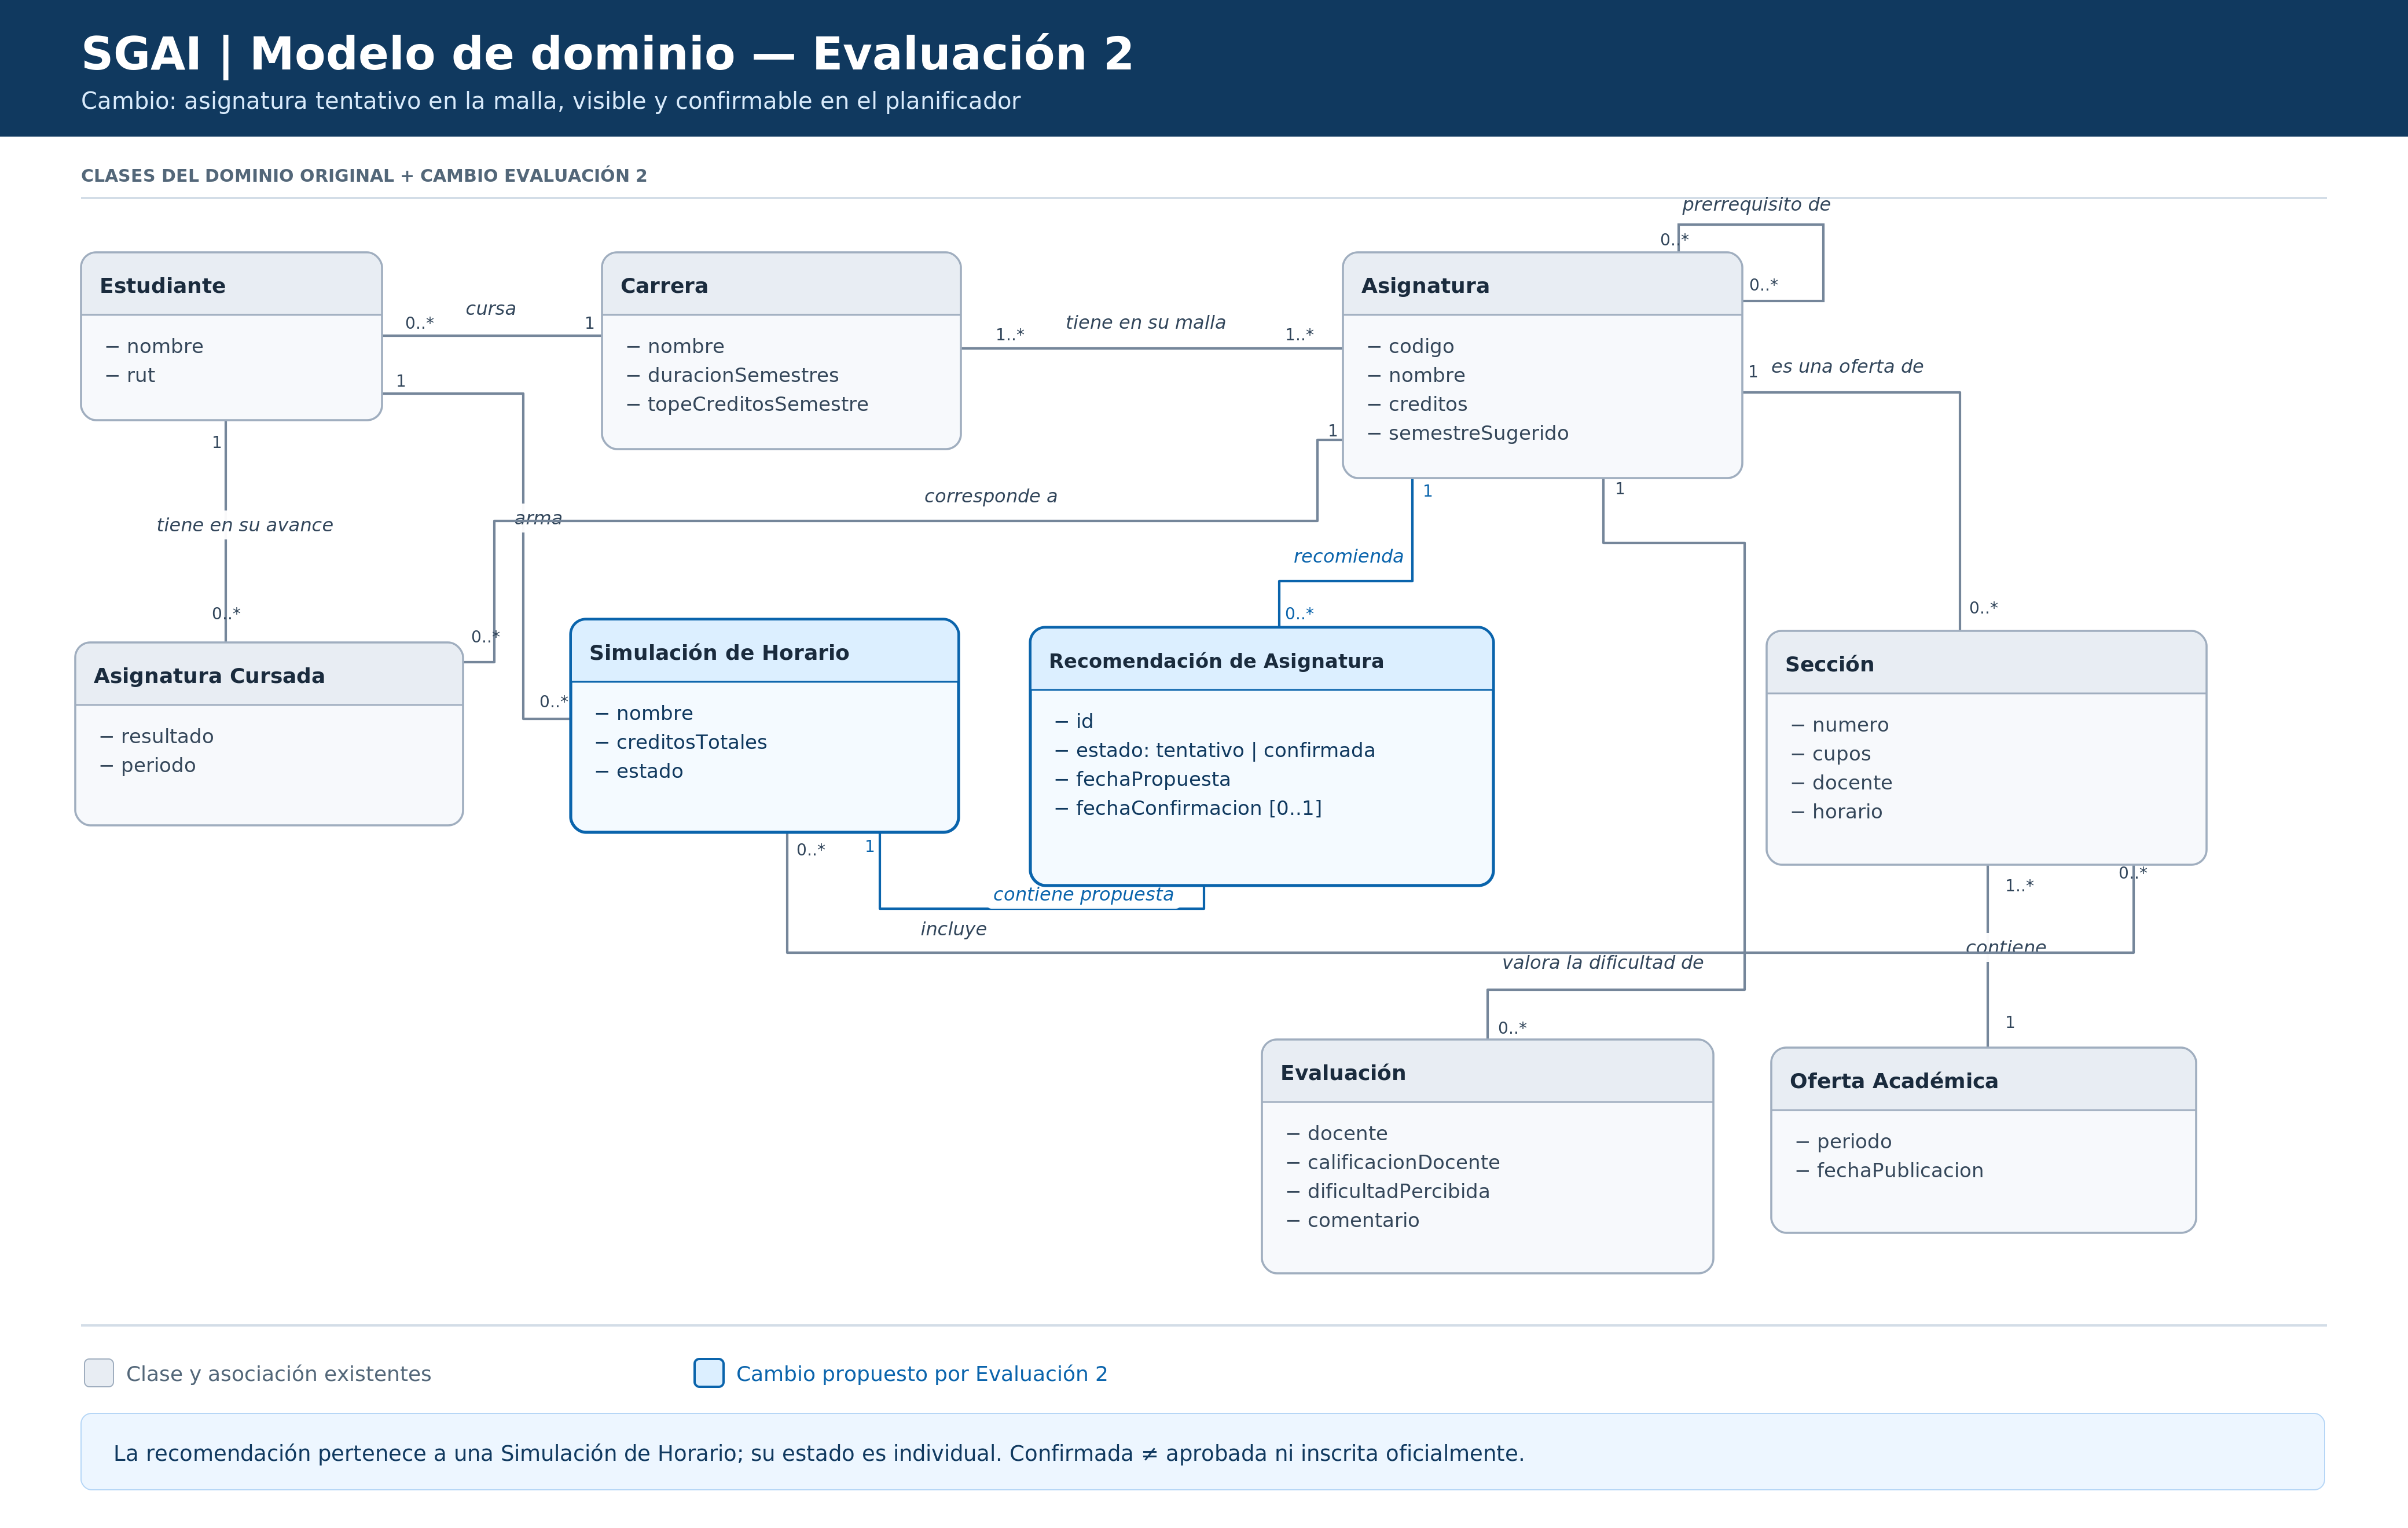 SGAI | Modelo de dominio — Evaluación 2
Cambio: asignatura tentativo en la malla, visible y confirmable en el planificador
CLASES DEL DOMINIO ORIGINAL + CAMBIO EVALUACIÓN 2
prerrequisito de
0..*
0..*
Estudiante
− nombre
− rut
0..*
cursa
1
Carrera
− nombre
− duracionSemestres
− topeCreditosSemestre
1..*
tiene en su malla
1..*
Asignatura
− codigo
− nombre
− creditos
− semestreSugerido
1
es una oferta de
0..*
1
1
tiene en su avance
0..*
arma
0..*
corresponde a
1
0..*
1
recomienda
0..*
1
Asignatura Cursada
− resultado
− periodo
Simulación de Horario
− nombre
− creditosTotales
− estado
Recomendación de Asignatura
− id
− estado: tentativo | confirmada
− fechaPropuesta
− fechaConfirmacion [0..1]
Sección
− numero
− cupos
− docente
− horario
0..*
1
contiene propuesta
incluye
1..*
0..*
contiene
valora la dificultad de
0..*
1
Evaluación
− docente
− calificacionDocente
− dificultadPercibida
− comentario
Oferta Académica
− periodo
− fechaPublicacion
Clase y asociación existentes
Cambio propuesto por Evaluación 2
La recomendación pertenece a una Simulación de Horario; su estado es individual. Confirmada ≠ aprobada ni inscrita oficialmente.